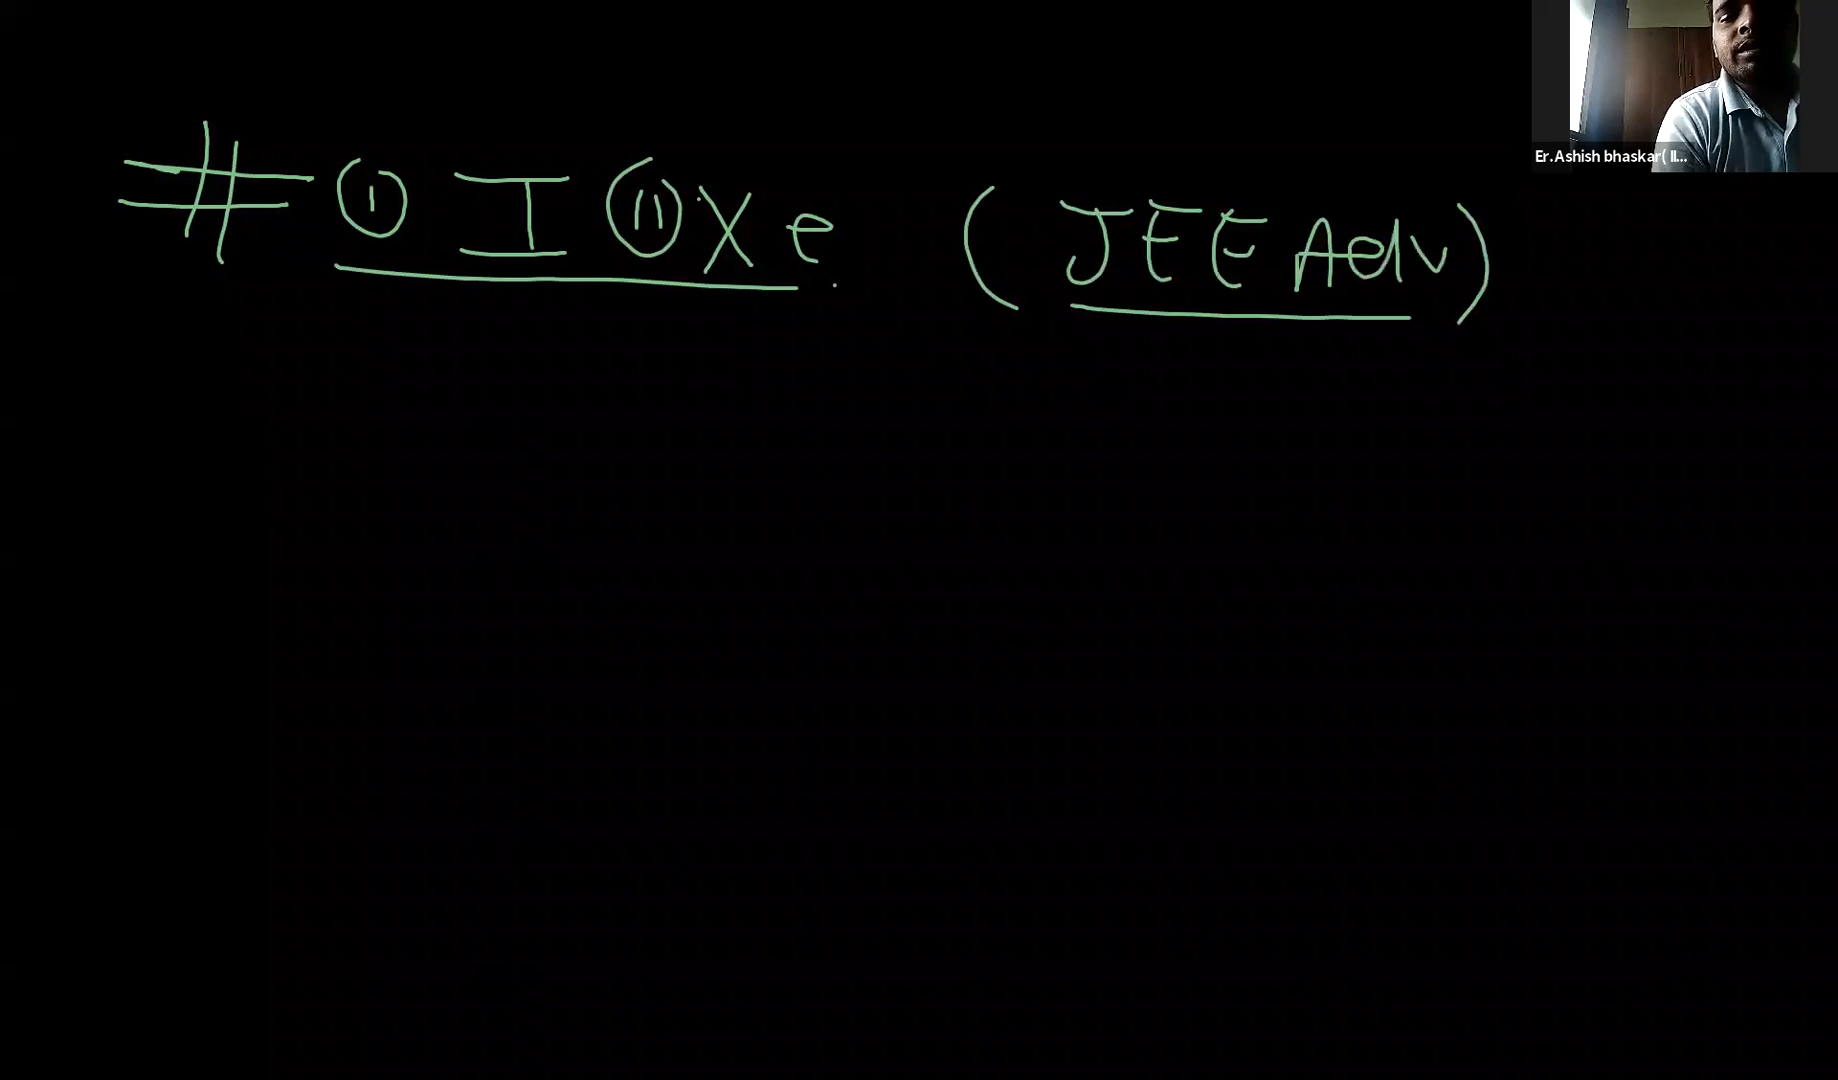 # ① I ⑪ Xe (JEE Adv)
Er.Ashish bhaskar( II...